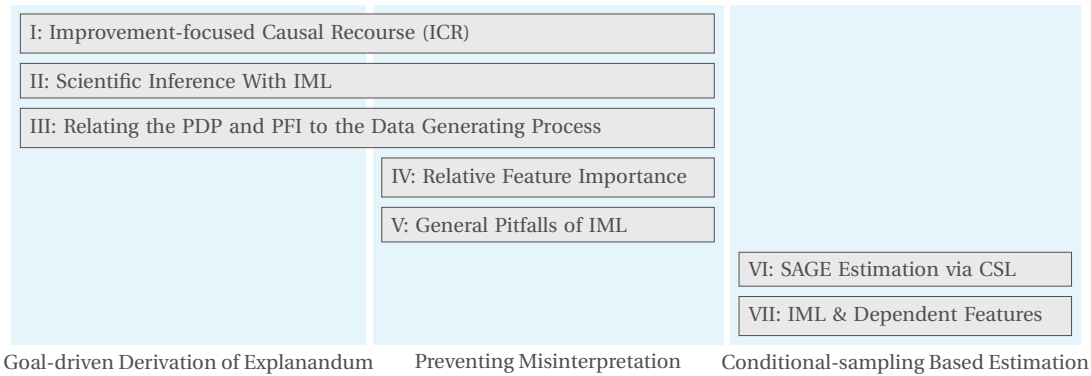 I: Improvement-focused Causal Recourse (ICR)
II: Scientific Inference With IML
III: Relating the PDP and PFI to the Data Generating Process
IV: Relative Feature Importance
V: General Pitfalls of IML
VI: SAGE Estimation via CSL
VII: IML & Dependent Features
Goal-driven Derivation of Explanandum
Preventing Misinterpretation
Conditional-sampling Based Estimation